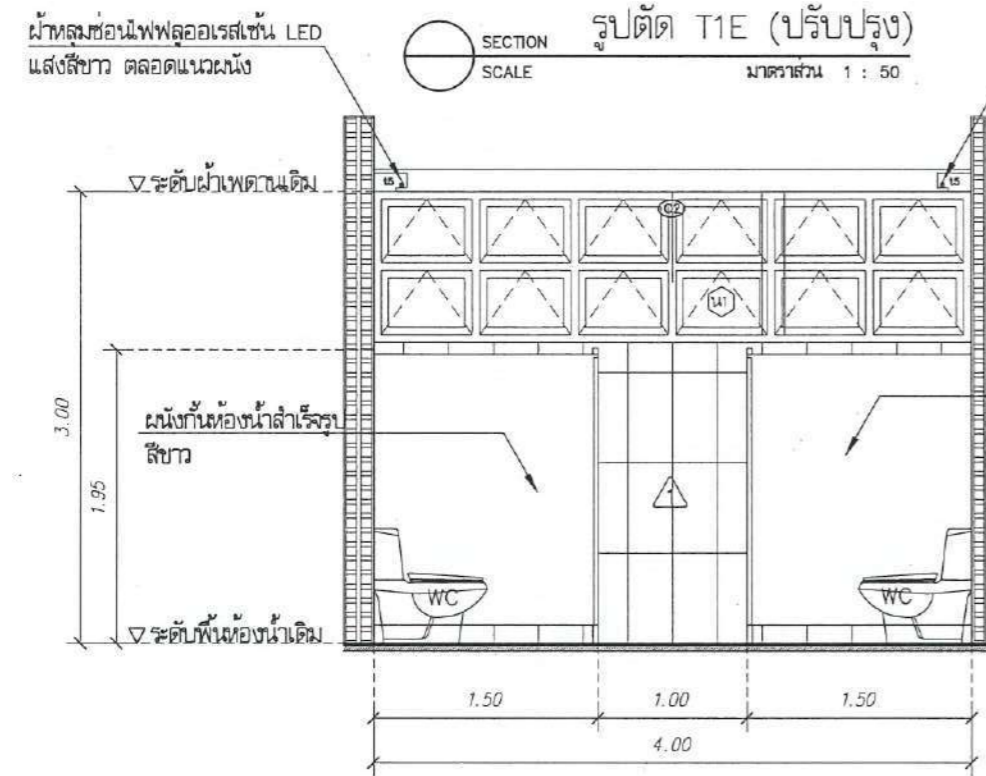 ฝ้าหลุมซ่อนไฟฟลูออเรสเซ้น LED
แสงสีขาว ตลอดแนวผนัง
SECTION
SCALE
รูปตัด T1E (ปรับปรุง)
มาตราส่วน 1 : 50
▽ ระดับฝ้าเพดานเดิม
C2
3.00
1.95
ผนังกั้นห้องน้ำสำเร็จรูป
สีขาว
1
WC
WC
▽ ระดับพื้นห้องน้ำเดิม
1.50
1.00
1.50
4.00